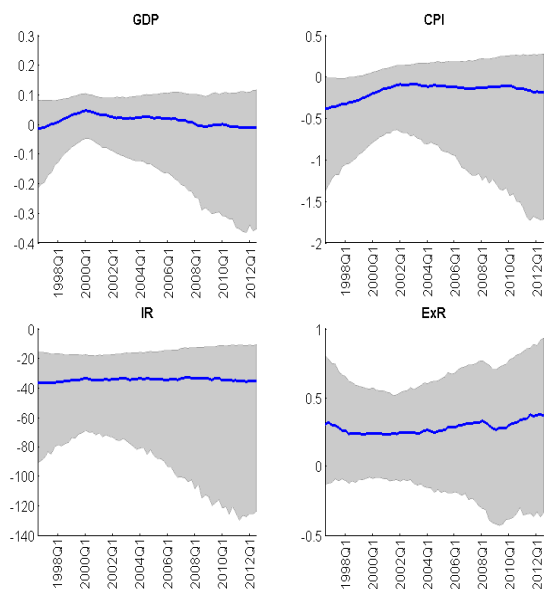 GDP
0.3
0.2
0.1
0
-0.1
-0.2
-0.3
-0.4
1998Q1
2000Q1
2002Q1
2004Q1
2006Q1
2008Q1
2010Q1
2012Q1
CPI
0.5
0
-0.5
-1
-1.5
-2
1998Q1
2000Q1
2002Q1
2004Q1
2006Q1
2008Q1
2010Q1
2012Q1
IR
0
-20
-40
-60
-80
-100
-120
-140
1998Q1
2000Q1
2002Q1
2004Q1
2006Q1
2008Q1
2010Q1
2012Q1
ExR
1
0.5
0
-0.5
1998Q1
2000Q1
2002Q1
2004Q1
2006Q1
2008Q1
2010Q1
2012Q1